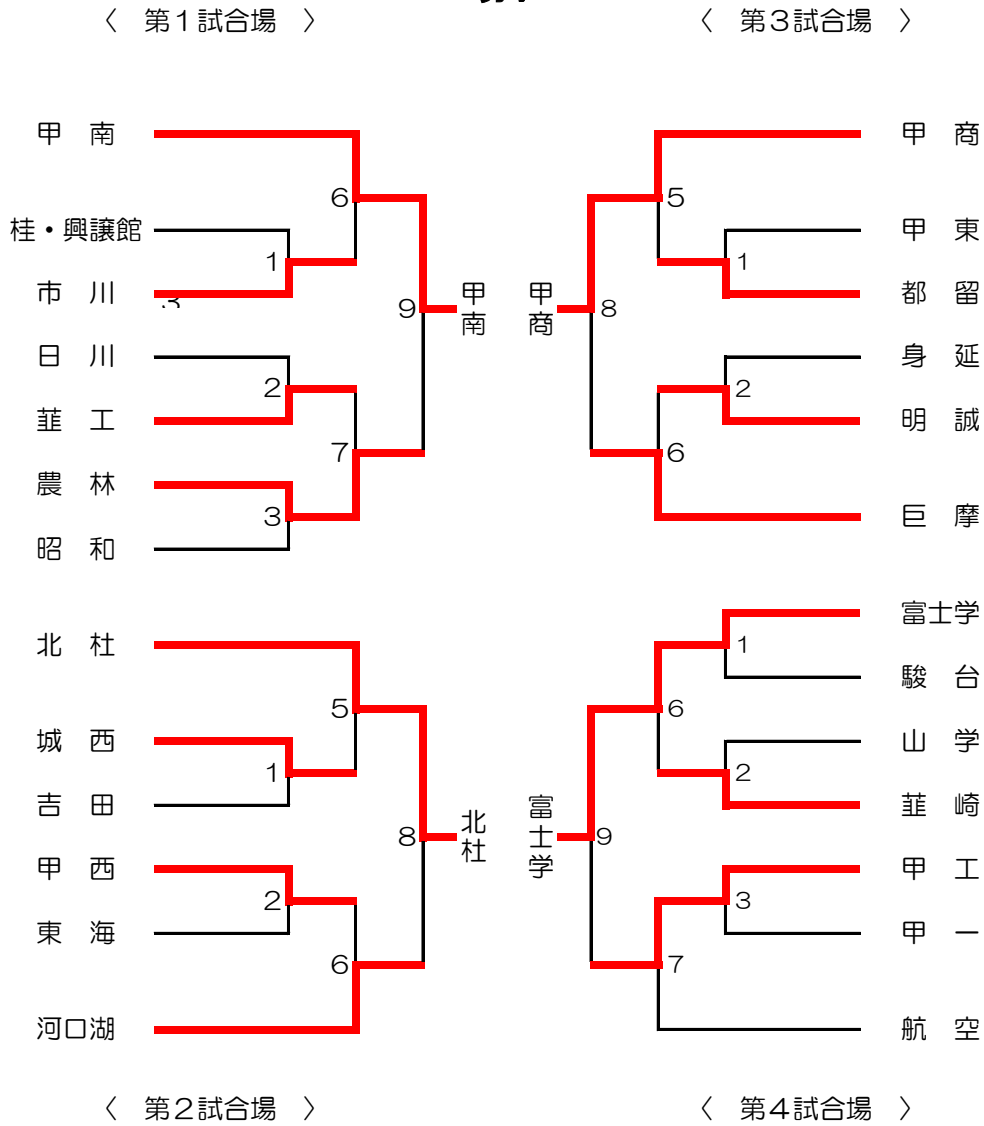 〈 第1試合場 〉
〈 第3試合場 〉
甲 南
6
桂・興譲館
1
市 川
9
甲南
日 川
2
韮 工
7
農 林
3
昭 和
甲 商
5
甲 東
1
都 留
甲商
8
身 延
2
明 誠
6
巨 摩
北 杜
5
城 西
1
吉 田
8
北杜
甲 西
2
東 海
6
河口湖
富士学
1
駿 台
6
山 学
2
韮 崎
富士学
9
甲 工
3
甲 一
7
航 空
〈 第2試合場 〉
〈 第4試合場 〉